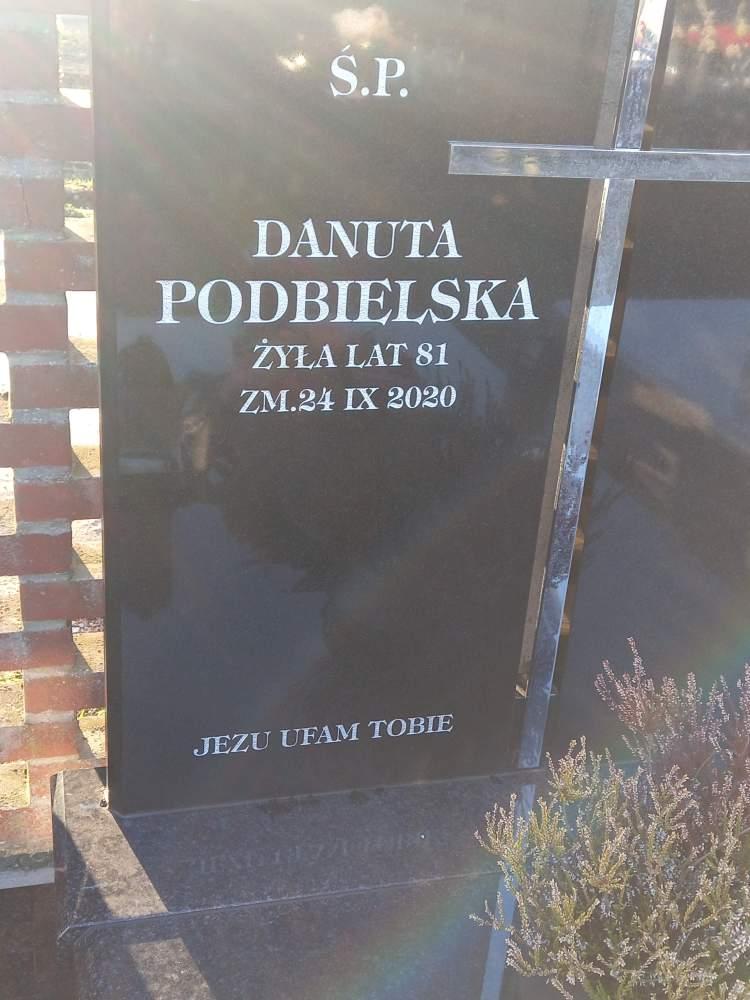 Ś.P.
DANUTA
PODBIELSKA
ŻYŁA LAT 81
ZM.24 IX 2020
JEZU UFAM TOBIE